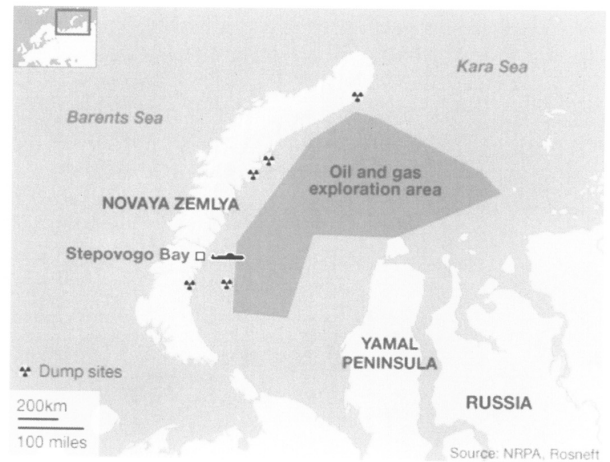 Kara Sea
Barents Sea
Oil and gas
exploration area
NOVAYA ZEMLYA
Stepovogo Bay
YAMAL
PENINSULA
Dump sites
200km
RUSSIA
100 miles
Source: NRPA, Rosneft